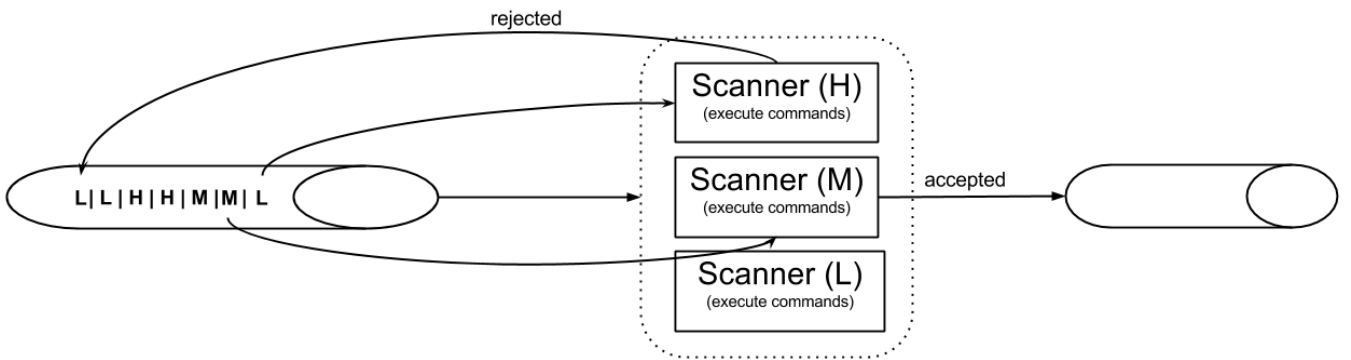 rejected
Scanner (H)
(execute commands)
L| L | H | H | M | M | L
Scanner (M)
(execute commands)
accepted
Scanner (L)
(execute commands)